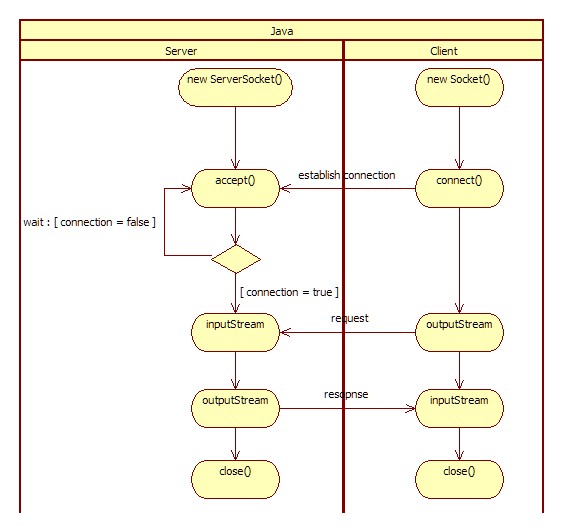 Java
Server
Client
new ServerSocket()
new Socket()
accept()
establish connection
connect()
wait : [ connection = false ]
[ connection = true ]
inputStream
request
outputStream
outputStream
resopnse
inputStream
close()
close()